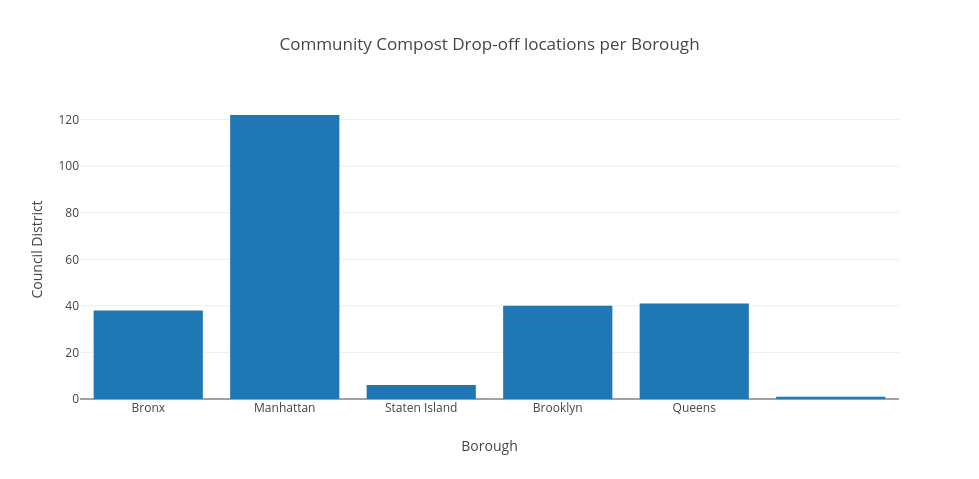 Community Compost Drop-off locations per Borough
120
100
80
60
40
20
0
Council District
Bronx
Manhattan
Staten Island
Brooklyn
Queens
Borough